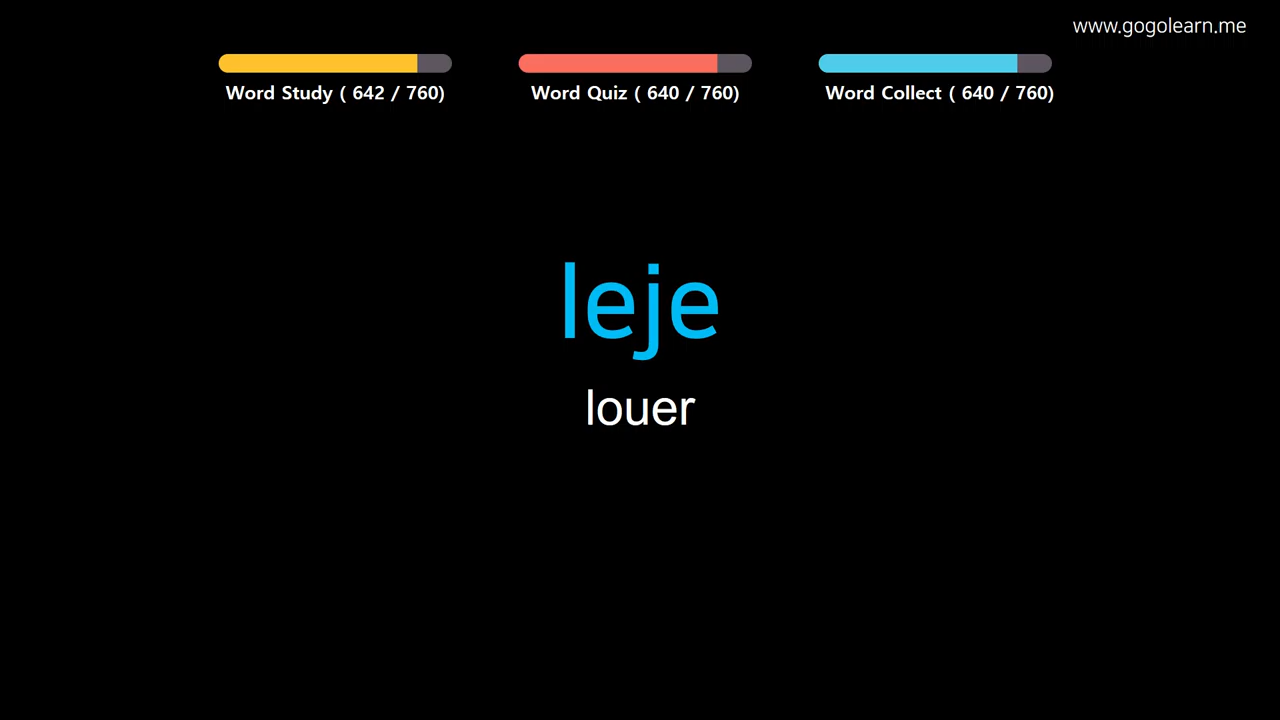 www.gogolearn.me
Word Study ( 642 / 760)
Word Quiz ( 640 / 760)
Word Collect ( 640 / 760)
leje
louer